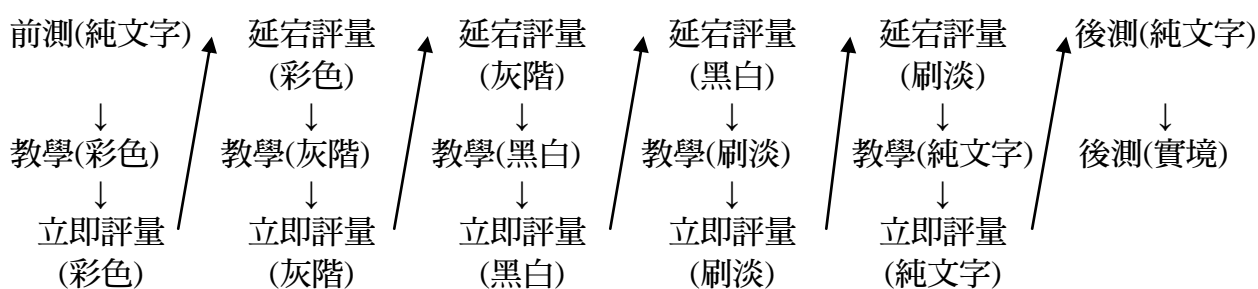 前測(純文字) 延宕評量 延宕評量 延宕評量 延宕評量 後測(純文字)
(彩色) (灰階) (黑白) (刷淡)
↓ ↓ ↓ ↓ ↓ ↓
教學(彩色) 教學(灰階) 教學(黑白) 教學(刷淡) 教學(純文字) 後測(實境)
↓ ↓ ↓ ↓ ↓
立即評量 立即評量 立即評量 立即評量 立即評量
(彩色) (灰階) (黑白) (刷淡) (純文字)